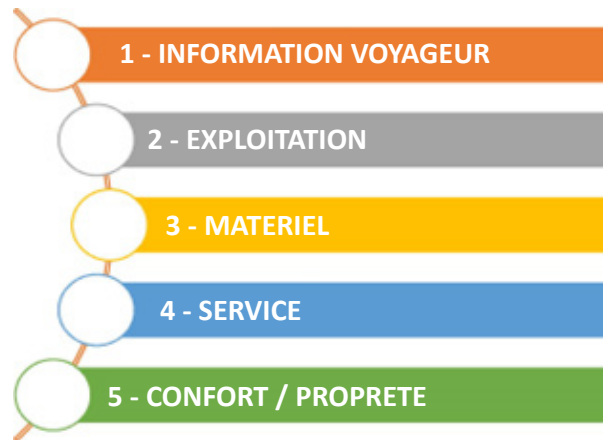 1 - INFORMATION VOYAGEUR
2 - EXPLOITATION
3 - MATERIEL
4 - SERVICE
5 - CONFORT / PROPRETE